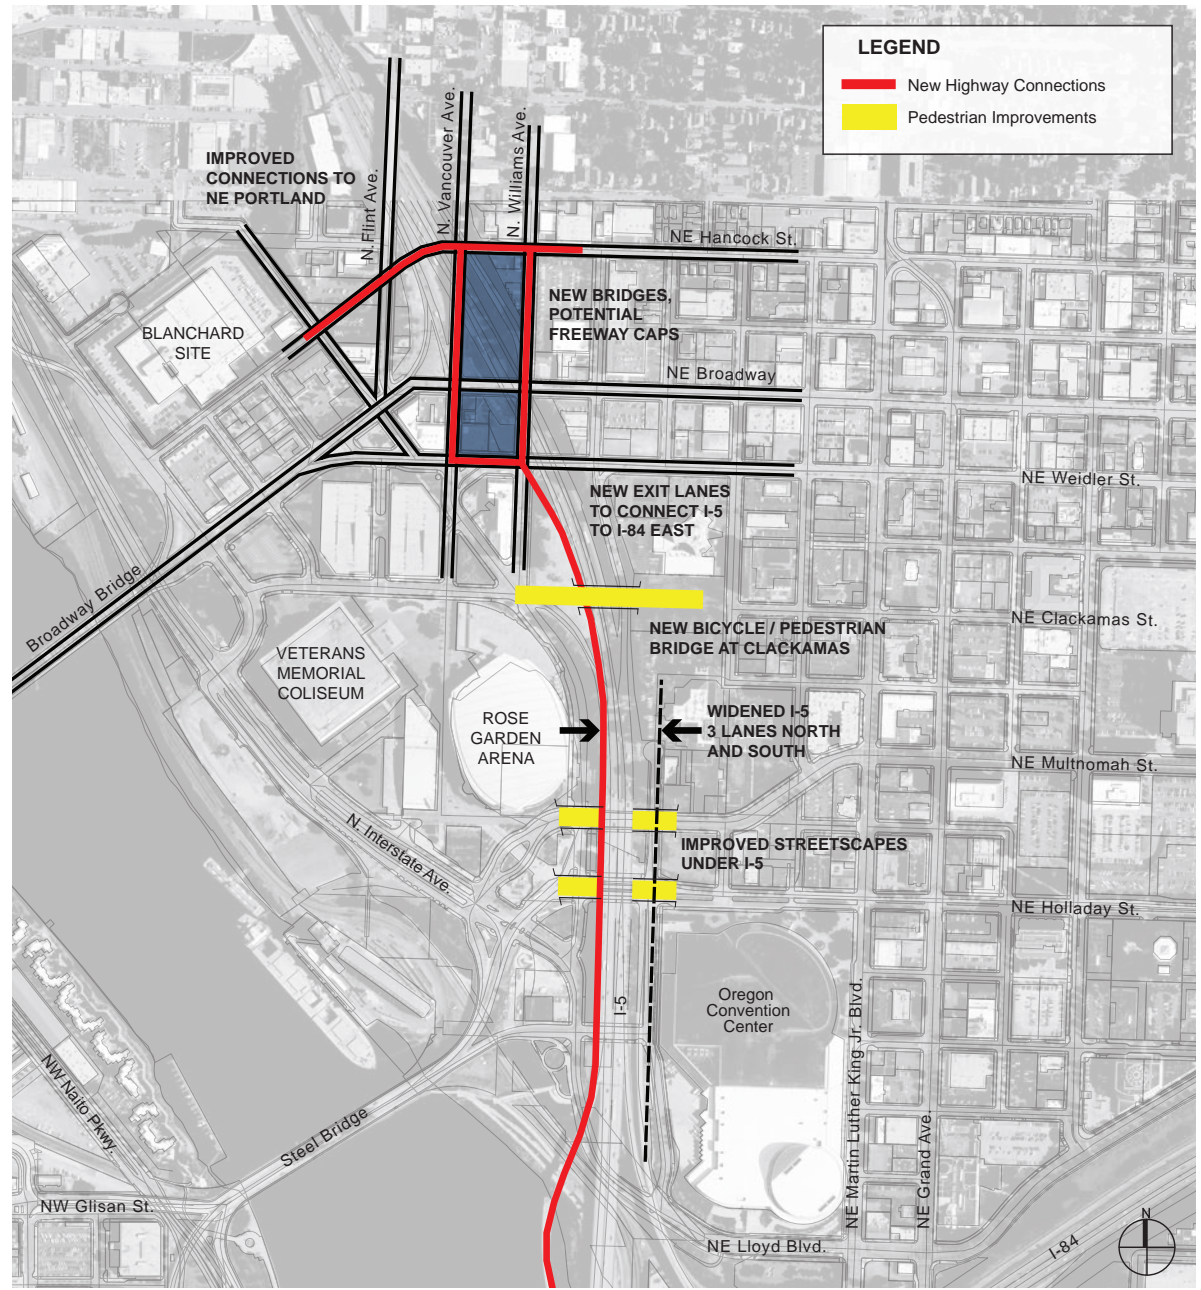 LEGEND
New Highway Connections
Pedestrian Improvements
IMPROVED
CONNECTIONS TO
NE PORTLAND
N. Flint Ave.
N. Vancouver Ave.
N. Williams Ave.
NE Hancock St.
NEW BRIDGES,
POTENTIAL
FREEWAY CAPS
BLANCHARD
SITE
NE Broadway
NE Weidler St.
NEW EXIT LANES
TO CONNECT I-5
TO I-84 EAST
Broadway Bridge
NE Clackamas St.
NEW BICYCLE / PEDESTRIAN
BRIDGE AT CLACKAMAS
VETERANS
MEMORIAL
COLISEUM
ROSE
GARDEN
ARENA
WIDENED I-5
3 LANES NORTH
AND SOUTH
NE Multnomah St.
N. Interstate Ave.
IMPROVED STREETSCAPES
UNDER I-5
NE Holladay St.
I-5
Oregon
Convention
Center
NE Martin Luther King Jr. Blvd.
NE Grand Ave.
NW Naito Pkwy.
Steel Bridge
NW Glisan St.
NE Lloyd Blvd.
I-84
N